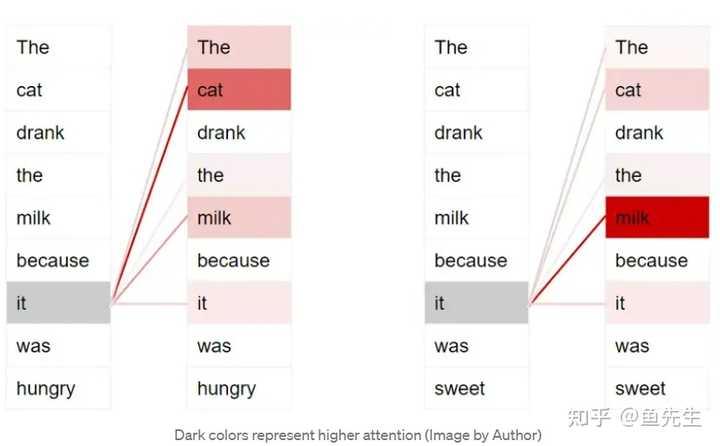 The The The The
cat cat cat cat
drank drank drank drank
the the the the
milk milk milk milk
because because because because
it it it it
was was was was
hungry hungry sweet sweet
知乎 @鱼先生
Dark colors represent higher attention (Image by Author)